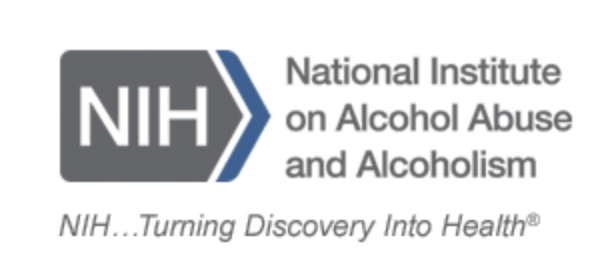 NIH
National Institute
on Alcohol Abuse
and Alcoholism
NIH...Turning Discovery Into Health®